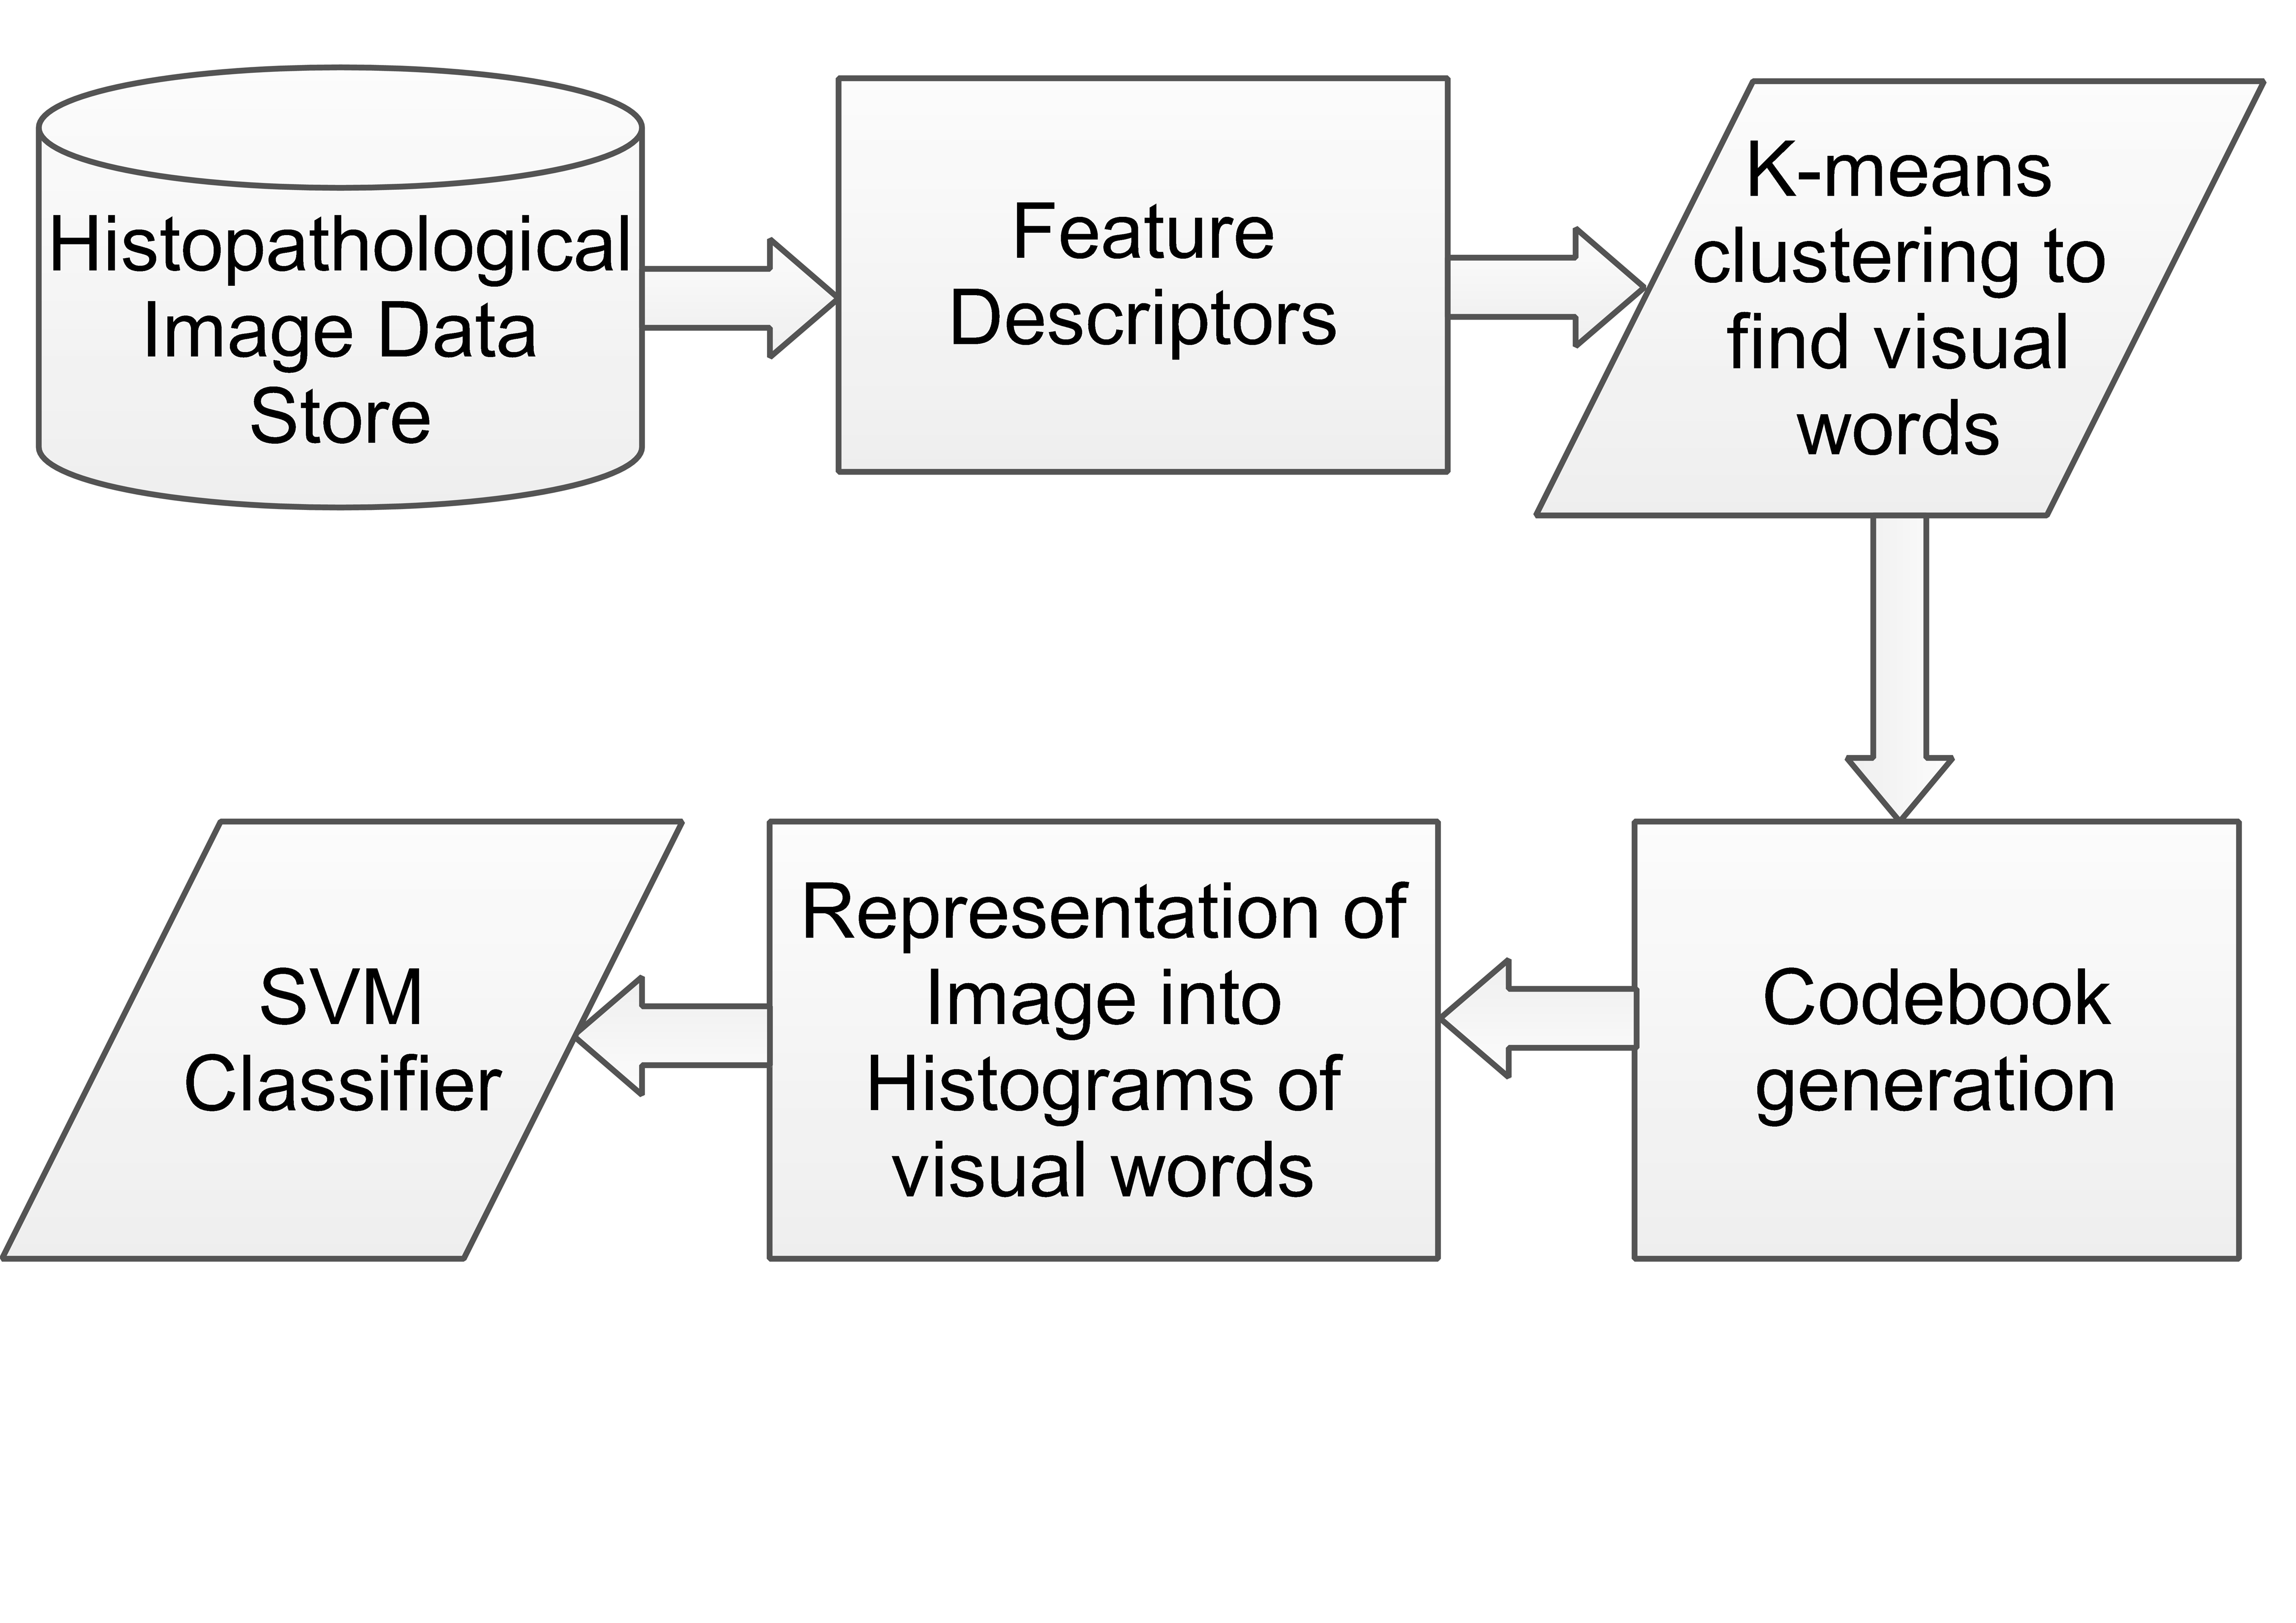 Histopathological
Image Data
Store
Feature
Descriptors
K-means
clustering to
find visual
words
Codebook
generation
Representation of
Image into
Histograms of
visual words
SVM
Classifier